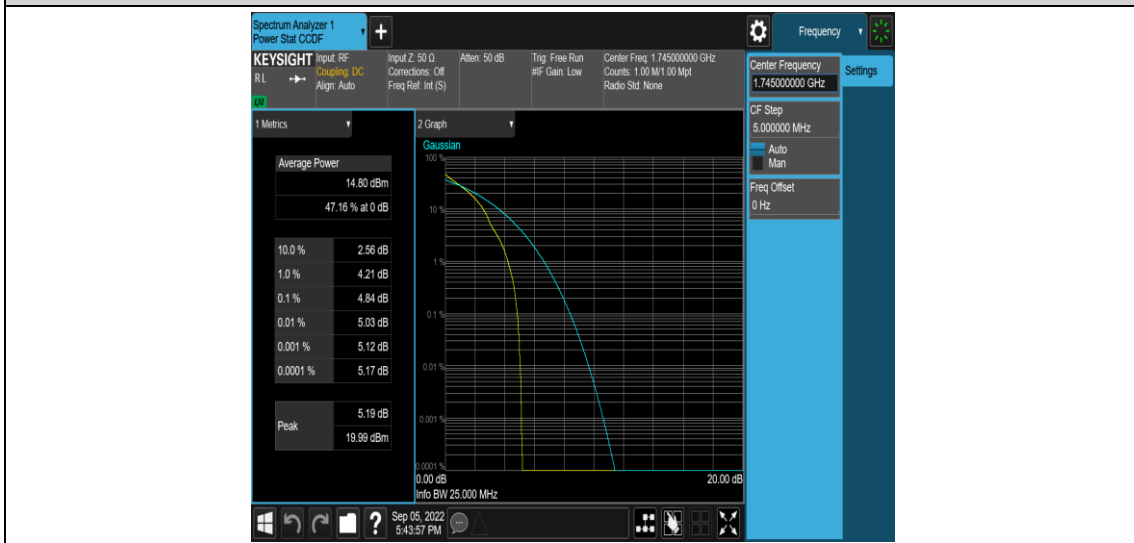 Spectrum Analyzer 1
Power Stat CCDF
Frequency
KEYSIGHT
RL
Input: RF
Coupling: DC
Align: Auto
Input Z: 50 Ω
Corrections: Off
Freq Ref: Int (S)
Atten: 50 dB
Trig: Free Run
#IF Gain: Low
Center Freq: 1.745000000 GHz
Counts: 1.00 M/1.00 Mpt
Radio Std: None
1 Metrics
Average Power
14.80 dBm
47.16 % at 0 dB
10.0 % 2.56 dB
1.0 % 4.21 dB
0.1 % 4.84 dB
0.01 % 5.03 dB
0.001 % 5.12 dB
0.0001 % 5.17 dB
Peak
5.19 dB
19.99 dBm
2 Graph
Gaussian
100 %
10 %
1 %
0.1 %
0.01 %
0.001 %
0.0001 %
0.00 dB 20.00 dB
Info BW 25.000 MHz
Center Frequency
1.745000000 GHz
Settings
CF Step
5.000000 MHz
Auto
Man
Freq Offset
0 Hz
?
Sep 05, 2022
5:43:57 PM